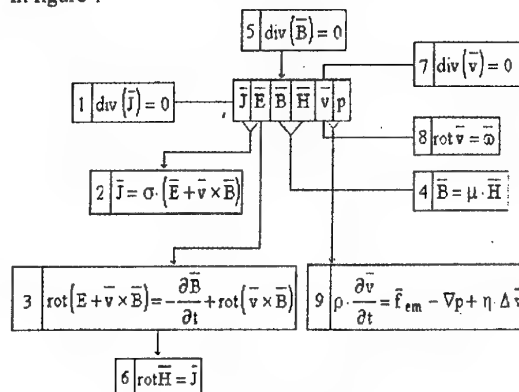 in figure .
5 div(B̄) = 0
7 div(v̄) = 0
1 div(J̄) = 0
J̄ Ē B̄ H̄ v̄ p
8 rot v̄ = ω̄
2 J̄ = σ·(Ē + v̄ × B̄)
4 B̄ = μ · H̄
3 rot(E + v̄ × B̄) = −∂B̄/∂t + rot(v̄ × B̄)
9 ρ · ∂v̄/∂t = f̄ em − ∇p + η · Δ v̄
6 rotH̄ = J̄